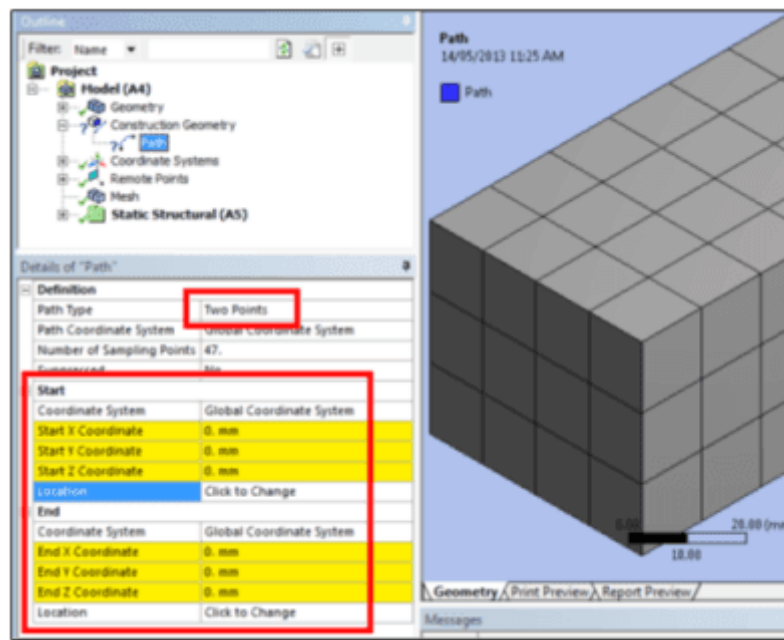 Outline
Filter: Name
Project
Model (A4)
Geometry
Construction Geometry
Path
Coordinate Systems
Remote Points
Mesh
Static Structural (A5)
Details of "Path"
Definition
Path Type Two Points
Path Coordinate System Global Coordinate System
Number of Sampling Points 47.
Suppressed No
Start
Coordinate System Global Coordinate System
Start X Coordinate 0. mm
Start Y Coordinate 0. mm
Start Z Coordinate 0. mm
Location Click to Change
End
Coordinate System Global Coordinate System
End X Coordinate 0. mm
End Y Coordinate 0. mm
End Z Coordinate 0. mm
Location Click to Change
Path
14/05/2013 11:25 AM
Path
0.00 20.00 (mm
10.00
Geometry Print Preview Report Preview
Messages